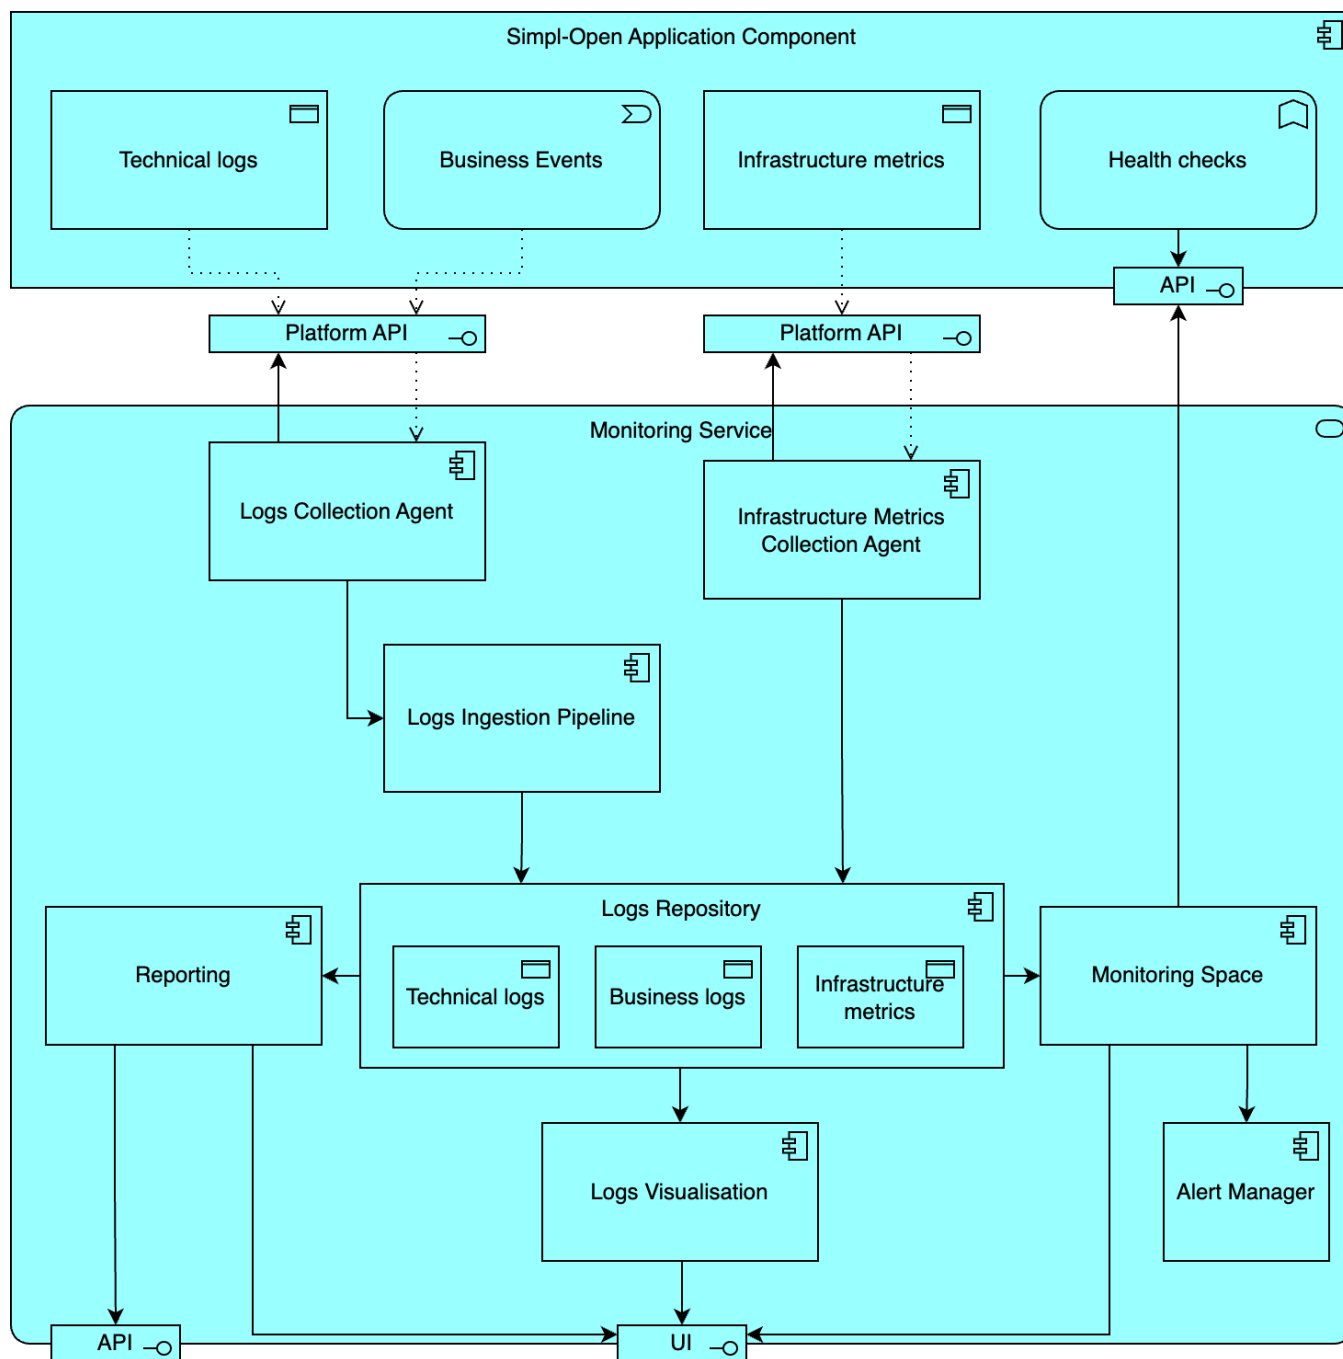 Simpl-Open Application Component
Technical logs
Business Events
Infrastructure metrics
Health checks
API
Platform API
Platform API
Monitoring Service
Logs Collection Agent
Infrastructure Metrics
Collection Agent
Logs Ingestion Pipeline
Logs Repository
Reporting
Technical logs
Business logs
Infrastructure
metrics
Monitoring Space
Logs Visualisation
Alert Manager
API
UI